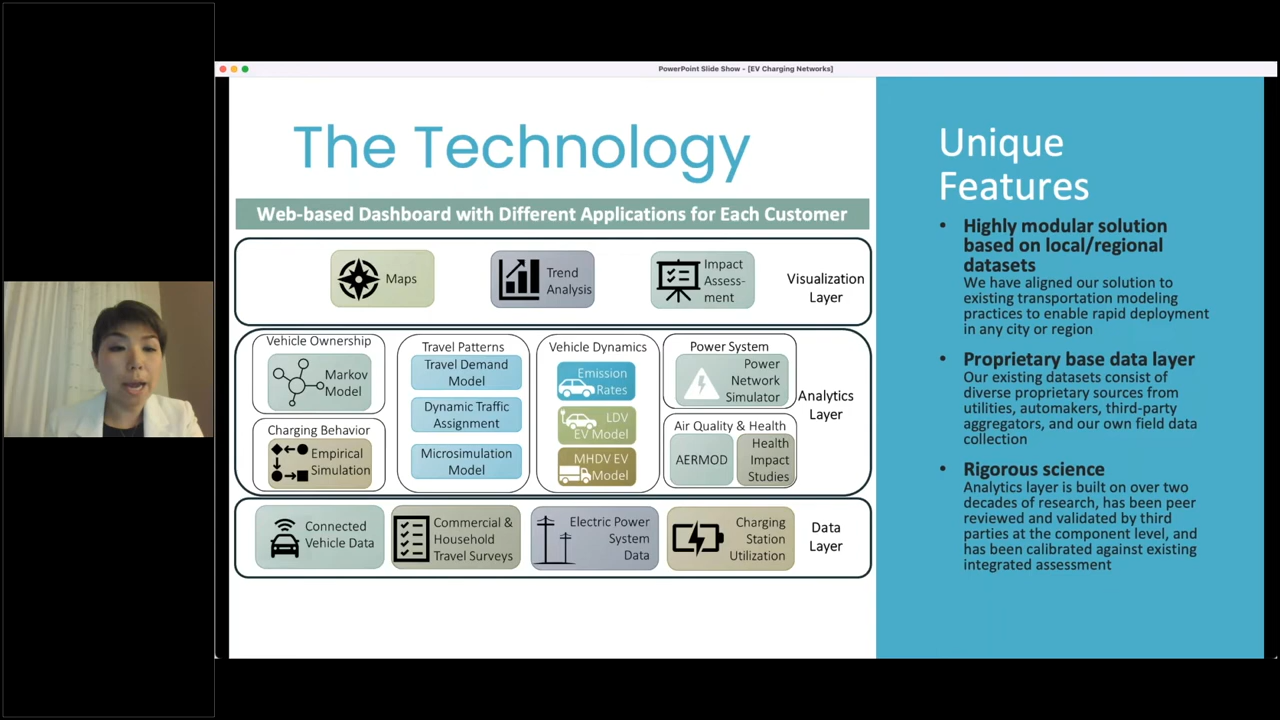 PowerPoint Slide Show - [EV Charging Networks]
The Technology
Web-based Dashboard with Different Applications for Each Customer
Maps
Trend
Analysis
Impact
Assess-
ment
Visualization
Layer
Vehicle Ownership
Markov
Model
Charging Behavior
Empirical
Simulation
Travel Patterns
Travel Demand
Model
Dynamic Traffic
Assignment
Microsimulation
Model
Vehicle Dynamics
Emission
Rates
LDV
EV Model
MHDV EV
Model
Power System
Power
Network
Simulator
Air Quality & Health
AERMOD
Health
Impact
Studies
Analytics
Layer
Connected
Vehicle Data
Commercial &
Household
Travel Surveys
Electric Power
System
Data
Charging
Station
Utilization
Data
Layer
Unique
Features
• Highly modular solution
based on local/regional
datasets
We have aligned our solution to
existing transportation modeling
practices to enable rapid deployment
in any city or region
• Proprietary base data layer
Our existing datasets consist of
diverse proprietary sources from
utilities, automakers, third-party
aggregators, and our own field data
collection
• Rigorous science
Analytics layer is built on over two
decades of research, has been peer
reviewed and validated by third
parties at the component level, and
has been calibrated against existing
integrated assessment